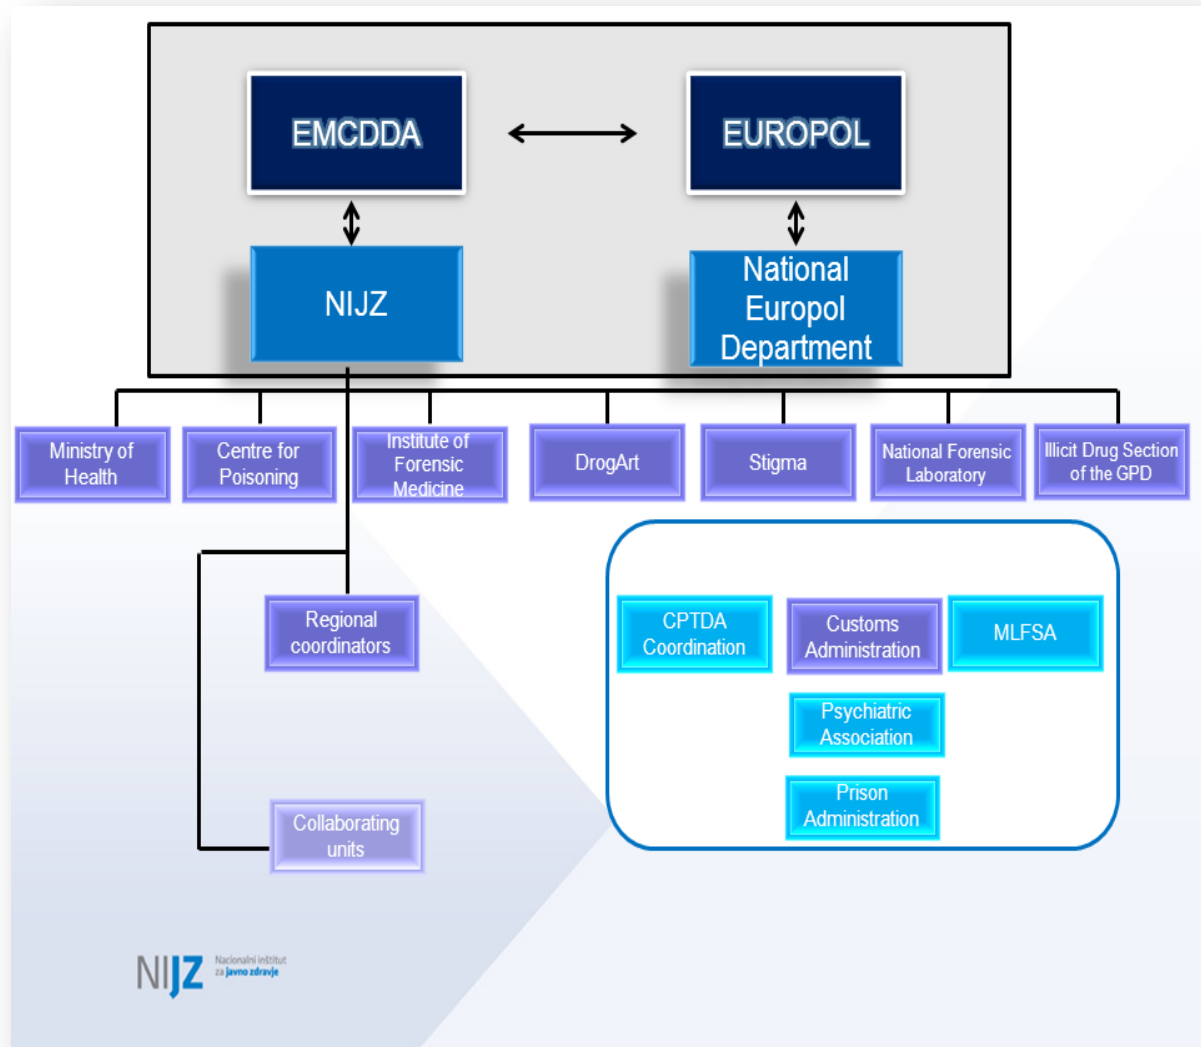 EMCDDA
EUROPOL
NIJZ
National
Europol
Department
Ministry of
Health
Centre for
Poisoning
Institute of
Forensic
Medicine
DrogArt
Stigma
National Forensic
Laboratory
Illicit Drug Section
of the GPD
Regional
coordinators
CPTDA
Coordination
Customs
Administration
MLFSA
Psychiatric
Association
Prison
Administration
Collaborating
units
NIJZ
Nacionalni inštitut
za javno zdravje